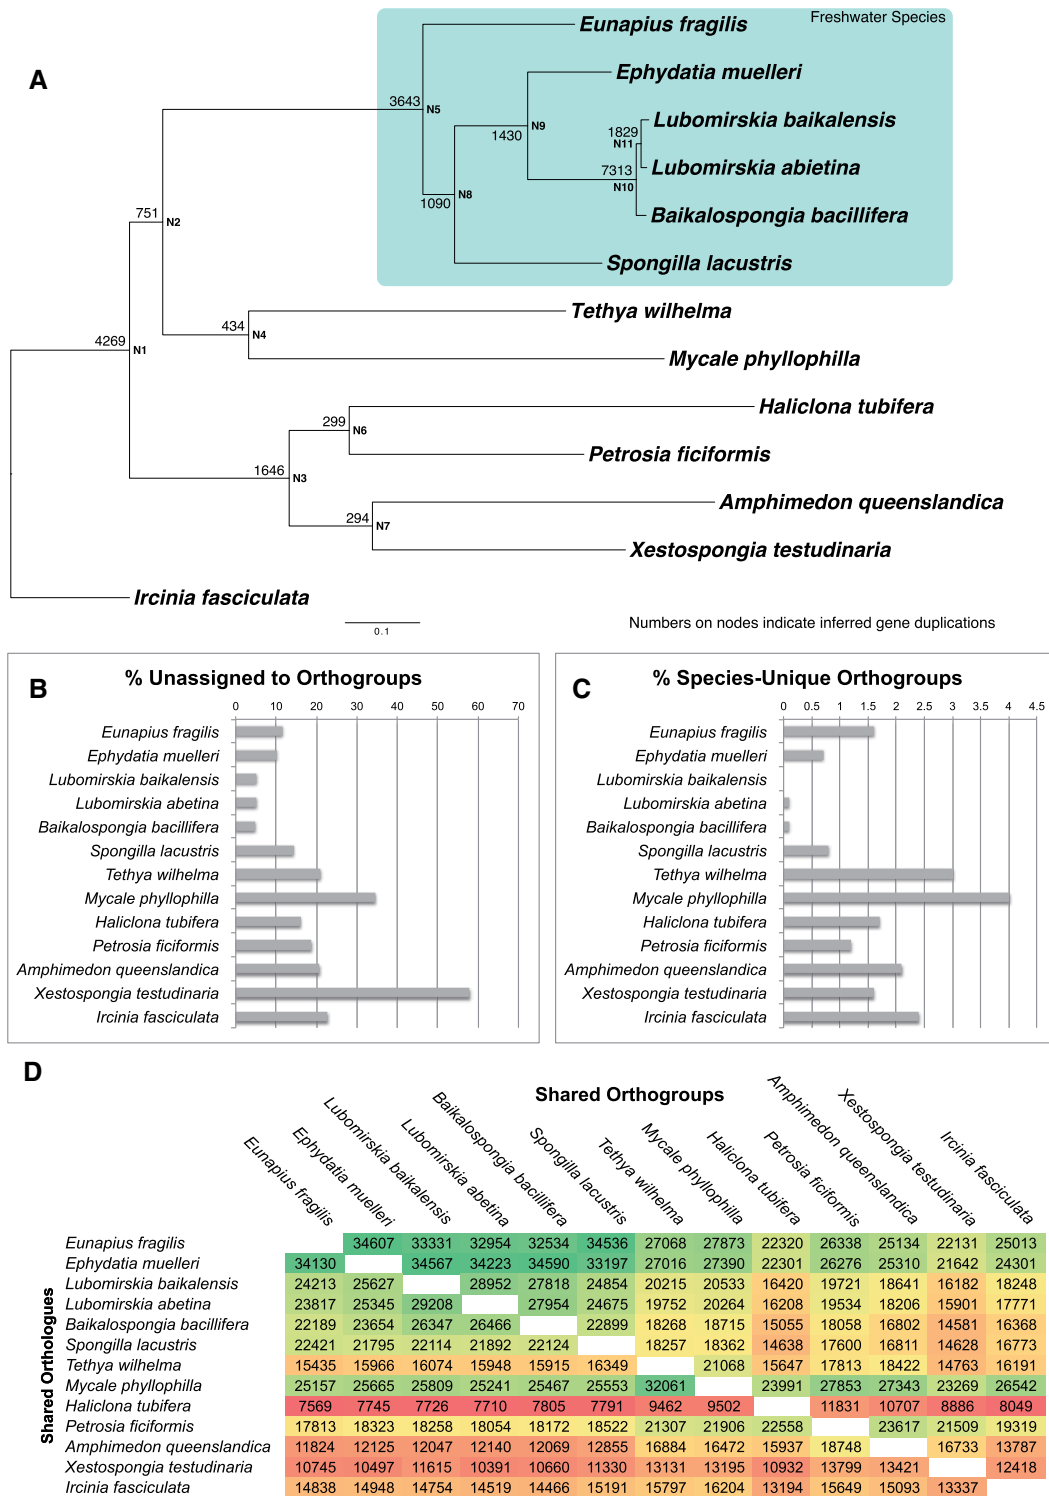 A
Freshwater Species
Eunapius fragilis
Ephydatia muelleri
Lubomirskia baikalensis
Lubomirskia abietina
Baikalospongia bacillifera
Spongilla lacustris
Tethya wilhelma
Mycale phyllophilla
Haliclona tubifera
Petrosia ficiformis
Amphimedon queenslandica
Xestospongia testudinaria
Ircinia fasciculata
3643 N5
1430 N9
1829 N11
7313 N10
1090 N8
751 N2
434 N4
4269 N1
299 N6
1646 N3
294 N7
0.1
Numbers on nodes indicate inferred gene duplications
B
% Unassigned to Orthogroups
0 10 20 30 40 50 60 70
Eunapius fragilis
Ephydatia muelleri
Lubomirskia baikalensis
Lubomirskia abetina
Baikalospongia bacillifera
Spongilla lacustris
Tethya wilhelma
Mycale phyllophilla
Haliclona tubifera
Petrosia ficiformis
Amphimedon queenslandica
Xestospongia testudinaria
Ircinia fasciculata
C
% Species-Unique Orthogroups
0 0.5 1 1.5 2 2.5 3 3.5 4 4.5
Eunapius fragilis
Ephydatia muelleri
Lubomirskia baikalensis
Lubomirskia abetina
Baikalospongia bacillifera
Spongilla lacustris
Tethya wilhelma
Mycale phyllophilla
Haliclona tubifera
Petrosia ficiformis
Amphimedon queenslandica
Xestospongia testudinaria
Ircinia fasciculata
D
Shared Orthogroups
Eunapius fragilis
Ephydatia muelleri
Lubomirskia baikalensis
Lubomirskia abetina
Baikalospongia bacillifera
Spongilla lacustris
Tethya wilhelma
Mycale phyllophilla
Haliclona tubifera
Petrosia ficiformis
Amphimedon queenslandica
Xestospongia testudinaria
Ircinia fasciculata
Shared Orthologues
Eunapius fragilis 34607 33331 32954 32534 34536 27068 27873 22320 26338 25134 22131 25013
Ephydatia muelleri 34130 34567 34223 34590 33197 27016 27390 22301 26276 25310 21642 24301
Lubomirskia baikalensis 24213 25627 28952 27818 24854 20215 20533 16420 19721 18641 16182 18248
Lubomirskia abetina 23817 25345 29208 27954 24675 19752 20264 16208 19534 18206 15901 17771
Baikalospongia bacillifera 22189 23654 26347 26466 22899 18268 18715 15055 18058 16802 14581 16368
Spongilla lacustris 22421 21795 22114 21892 22124 18257 18362 14638 17600 16811 14628 16773
Tethya wilhelma 15435 15966 16074 15948 15915 16349 21068 15647 17813 18422 14763 16191
Mycale phyllophilla 25157 25665 25809 25241 25467 25553 32061 23991 27853 27343 23269 26542
Haliclona tubifera 7569 7745 7726 7710 7805 7791 9462 9502 11831 10707 8886 8049
Petrosia ficiformis 17813 18323 18258 18054 18172 18522 21307 21906 22558 23617 21509 19319
Amphimedon queenslandica 11824 12125 12047 12140 12069 12855 16884 16472 15937 18748 16733 13787
Xestospongia testudinaria 10745 10497 11615 10391 10660 11330 13131 13195 10932 13799 13421 12418
Ircinia fasciculata 14838 14948 14754 14519 14466 15191 15797 16204 13194 15649 15093 13337